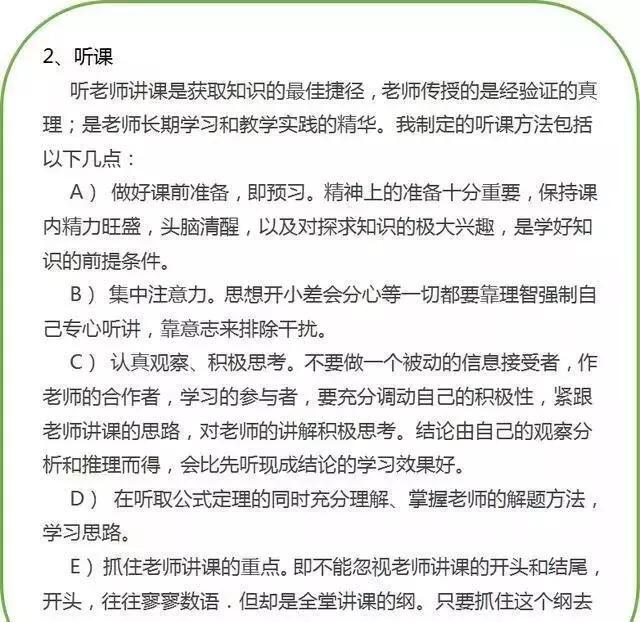 2、听课
听老师讲课是获取知识的最佳捷径，老师传授的是经验证的真
理；是老师长期学习和教学实践的精华。我制定的听课方法包括
以下几点：
A） 做好课前准备，即预习。精神上的准备十分重要，保持课
内精力旺盛，头脑清醒，以及对探求知识的极大兴趣，是学好知
识的前提条件。
B） 集中注意力。思想开小差会分心等一切都要靠理智强制自
己专心听讲，靠意志来排除干扰。
C） 认真观察、积极思考。不要做一个被动的信息接受者，作
老师的合作者，学习的参与者，要充分调动自己的积极性，紧跟
老师讲课的思路，对老师的讲解积极思考。结论由自己的观察分
析和推理而得，会比先听现成结论的学习效果好。
D） 在听取公式定理的同时充分理解、掌握老师的解题方法，
学习思路。
E） 抓住老师讲课的重点。即不能忽视老师讲课的开头和结尾，
开头，往往寥寥数语．但却是全堂讲课的纲。只要抓住这个纲去